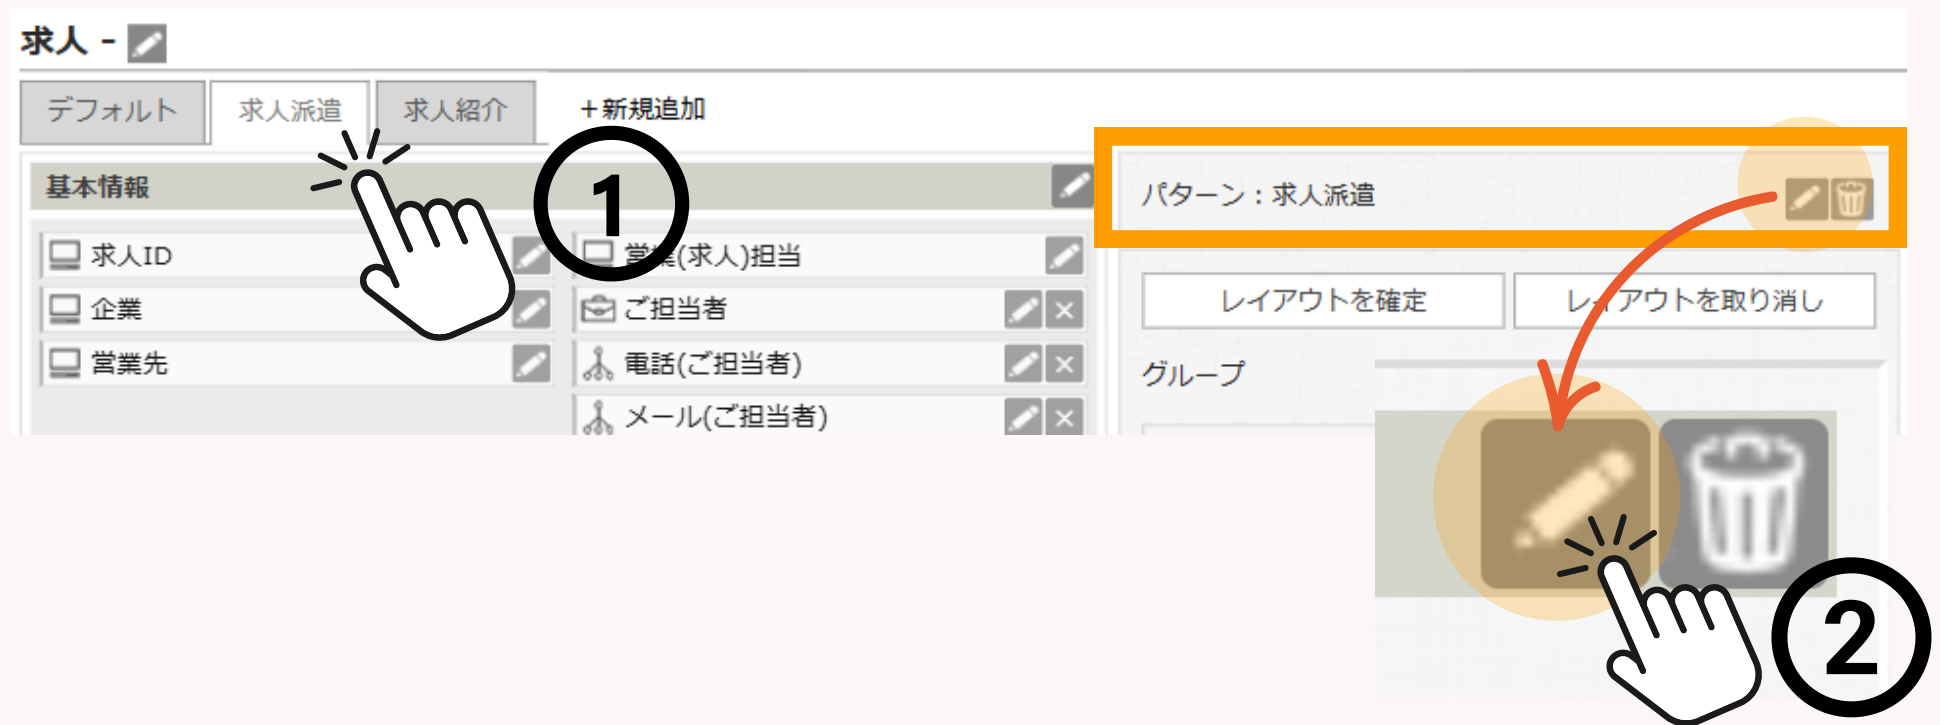 求人 -
デフォルト
求人派遣
求人紹介
+新規追加
基本情報
パターン：求人派遣
求人ID
営業(求人)担当
企業
ご担当者
営業先
電話(ご担当者)
メール(ご担当者)
レイアウトを確定
レイアウトを取り消し
グループ
1
2